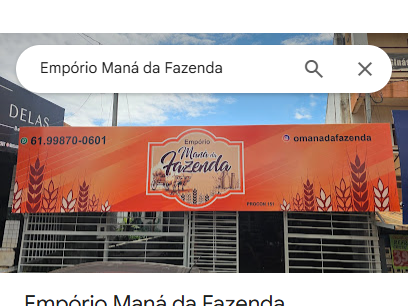 Empório Maná da Fazenda
DELAS
61.99870-0601
Empório
Maná da
Fazenda
omanadafazenda
PROCON 151
Empório Maná da Fazenda